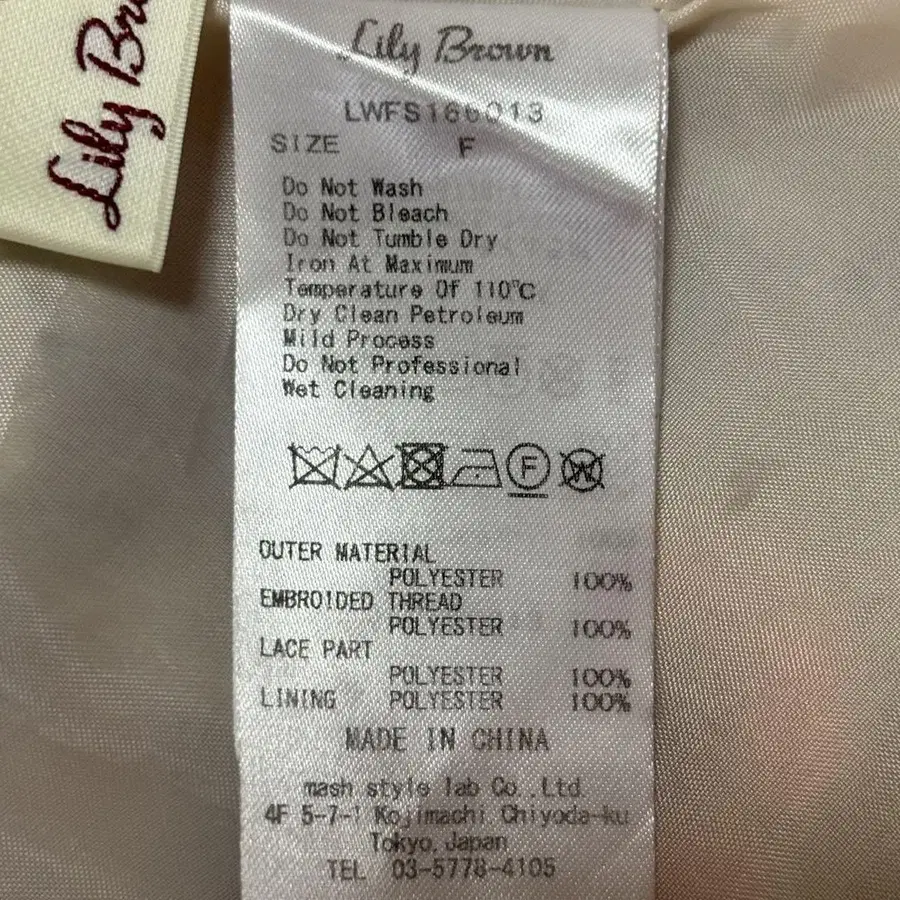 Lily Br
Lily Brown
LWFS166013
SIZE F
Do Not Wash
Do Not Bleach
Do Not Tumble Dry
Iron At Maximum
Temperature Of 110℃
Dry Clean Petroleum
Mild Process
Do Not Professional
Wet Cleaning
F W
OUTER MATERIAL
POLYESTER 100%
EMBROIDED THREAD
POLYESTER 100%
LACE PART
POLYESTER 100%
LINING POLYESTER 100%
MADE IN CHINA
mash style lab Co., Ltd.
4F 5-7-1 Kojimachi, Chiyoda-ku
Tokyo, Japan
TEL 03-5778-4105